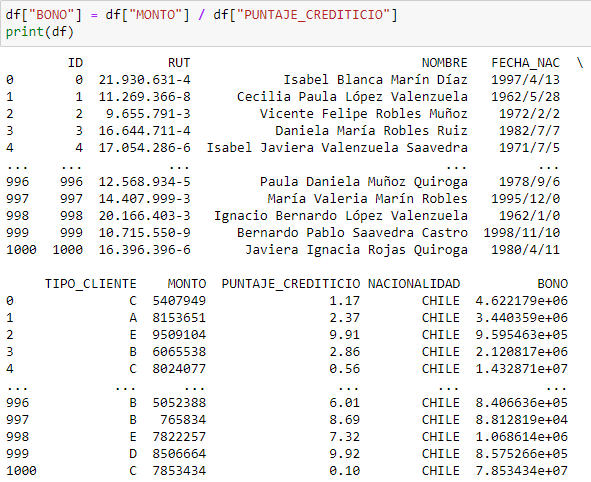 df["BONO"] = df["MONTO"] / df["PUNTAJE_CREDITICIO"]
print(df)
ID RUT NOMBRE FECHA_NAC \
0 0 21.930.631-4 Isabel Blanca Marín Díaz 1997/4/13
1 1 11.269.366-8 Cecilia Paula López Valenzuela 1962/5/28
2 2 9.655.791-3 Vicente Felipe Robles Muñoz 1972/2/2
3 3 16.644.711-4 Daniela María Robles Ruiz 1982/7/7
4 4 17.054.286-6 Isabel Javiera Valenzuela Saavedra 1971/7/5
... ... ... ... ...
996 996 12.568.934-5 Paula Daniela Muñoz Quiroga 1978/9/6
997 997 14.407.999-3 María Valeria Marín Robles 1995/12/0
998 998 20.166.403-3 Ignacio Bernardo López Valenzuela 1962/1/0
999 999 10.715.550-9 Bernardo Pablo Saavedra Castro 1998/11/10
1000 1000 16.396.396-6 Javiera Ignacia Rojas Quiroga 1980/4/11
TIPO_CLIENTE MONTO PUNTAJE_CREDITICIO NACIONALIDAD BONO
0 C 5407949 1.17 CHILE 4.622179e+06
1 A 8153651 2.37 CHILE 3.440359e+06
2 E 9509104 9.91 CHILE 9.595463e+05
3 B 6065538 2.86 CHILE 2.120817e+06
4 C 8024077 0.56 CHILE 1.432871e+07
... ... ... ... ... ...
996 B 5052388 6.01 CHILE 8.406636e+05
997 B 765834 8.69 CHILE 8.812819e+04
998 E 7822257 7.32 CHILE 1.068614e+06
999 D 8506664 9.92 CHILE 8.575266e+05
1000 C 7853434 0.10 CHILE 7.853434e+07